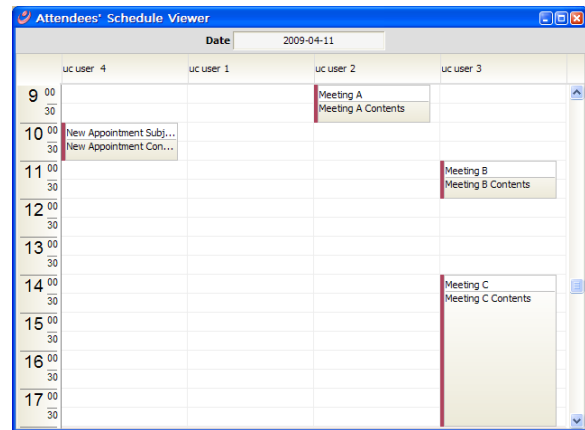 Attendees' Schedule Viewer
Date 2009-04-11
uc user 4 uc user 1 uc user 2 uc user 3
9 00 Meeting A
30 Meeting A Contents
10 00 New Appointment Subj...
30 New Appointment Con...
11 00 Meeting B
30 Meeting B Contents
12 00
30
13 00
30
14 00 Meeting C
30 Meeting C Contents
15 00
30
16 00
30
17 00
30